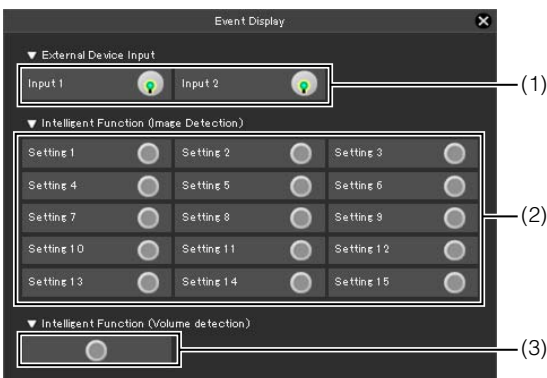 Event Display
▼ External Device Input
Input 1 Input 2 (1)
▼ Intelligent Function (Image Detection)
Setting 1 Setting 2 Setting 3
Setting 4 Setting 5 Setting 6
Setting 7 Setting 8 Setting 9 (2)
Setting 10 Setting 11 Setting 12
Setting 13 Setting 14 Setting 15
▼ Intelligent Function (Volume detection)
(3)